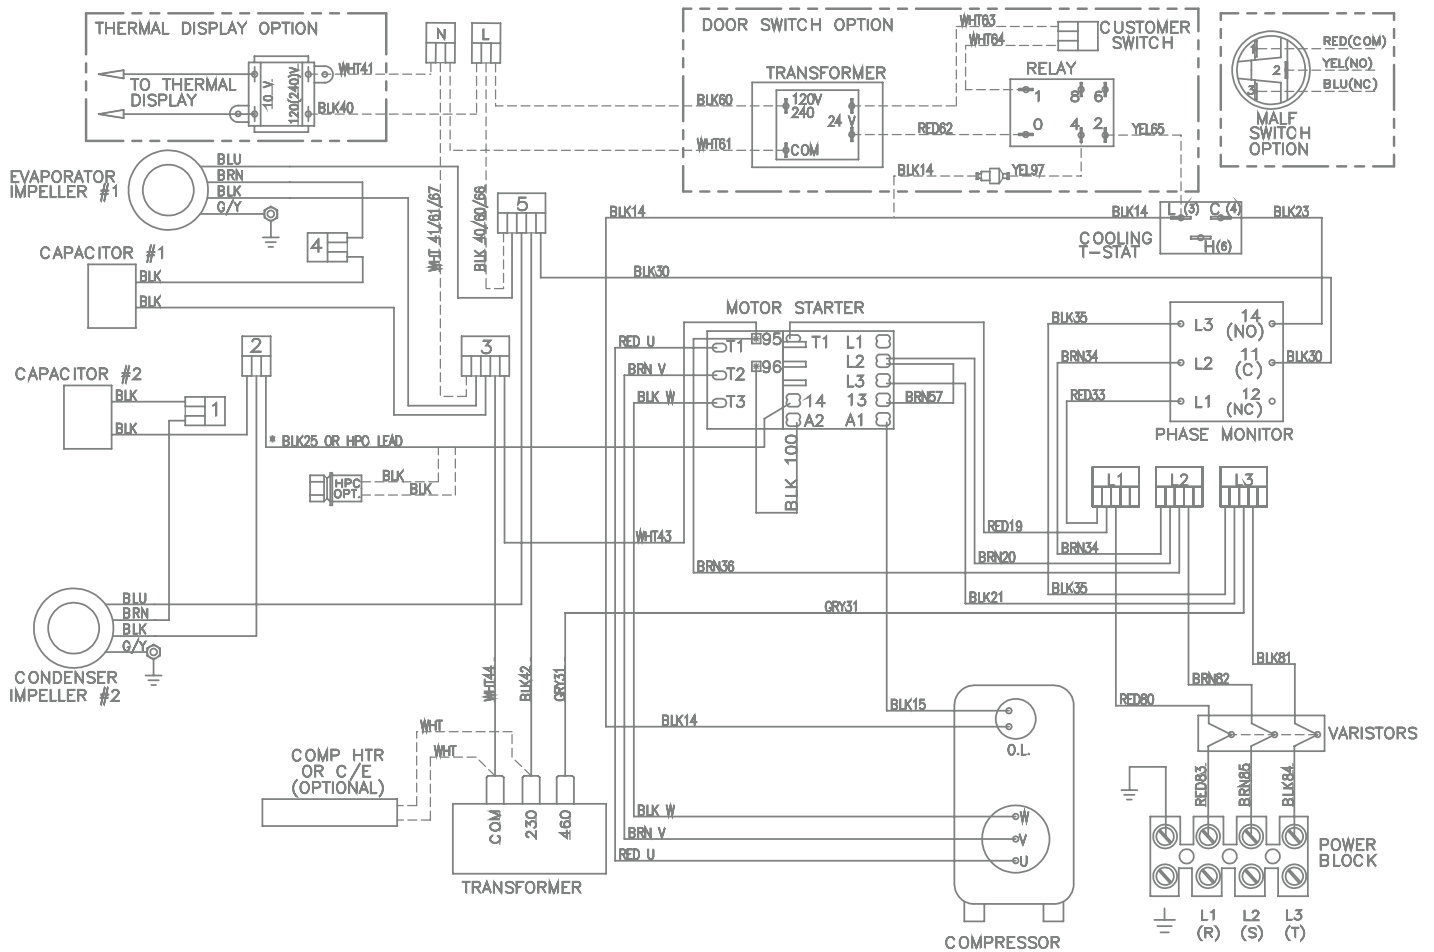 THERMAL DISPLAY OPTION
TO THERMAL
DISPLAY
10 V
120(240)V
WHT41
BLK40
N
L
DOOR SWITCH OPTION
WHT63
WHT64
CUSTOMER
SWITCH
TRANSFORMER
RELAY
BLK60
120V
240
24 V
COM
WHT61
RED62
1
8
6
0
4
2
YEL65
BLK14
YEL97
RED(COM)
YEL(NO)
BLU(NC)
1
2
3
MALF
SWITCH
OPTION
EVAPORATOR
IMPELLER #1
BLU
BRN
BLK
G/Y
WHT 41/61/67
BLK 40/60/66
5
4
CAPACITOR #1
BLK
BLK
BLK14
BLK14
L (3)
C (4)
H(6)
BLK23
COOLING
T-STAT
BLK30
MOTOR STARTER
RED U
BRN V
BLK W
T1
T2
T3
95
96
T1
L1
L2
L3
14
13
A2
A1
BRN57
BLK 100
BLK35
BRN34
RED33
L3
L2
L1
14
(NO)
11
(C)
12
(NC)
BLK30
PHASE MONITOR
2
3
CAPACITOR #2
BLK
BLK
1
* BLK25 OR HPC LEAD
HPC
OPT.
BLK
BLK
L1
L2
L3
WHT43
RED19
BRN34
BRN20
BRN36
BLK35
BLK21
GRY31
BLU
BRN
BLK
G/Y
CONDENSER
IMPELLER #2
WHT44
BLK42
GRY31
BLK81
BRN82
RED80
BLK15
BLK14
O.L.
VARISTORS
WHT
WHT
COMP HTR
OR C/E
(OPTIONAL)
COM
230
460
TRANSFORMER
BLK W
BRN V
RED U
W
V
U
COMPRESSOR
RED83
BRN85
BLK84
POWER
BLOCK
L1
(R)
L2
(S)
L3
(T)